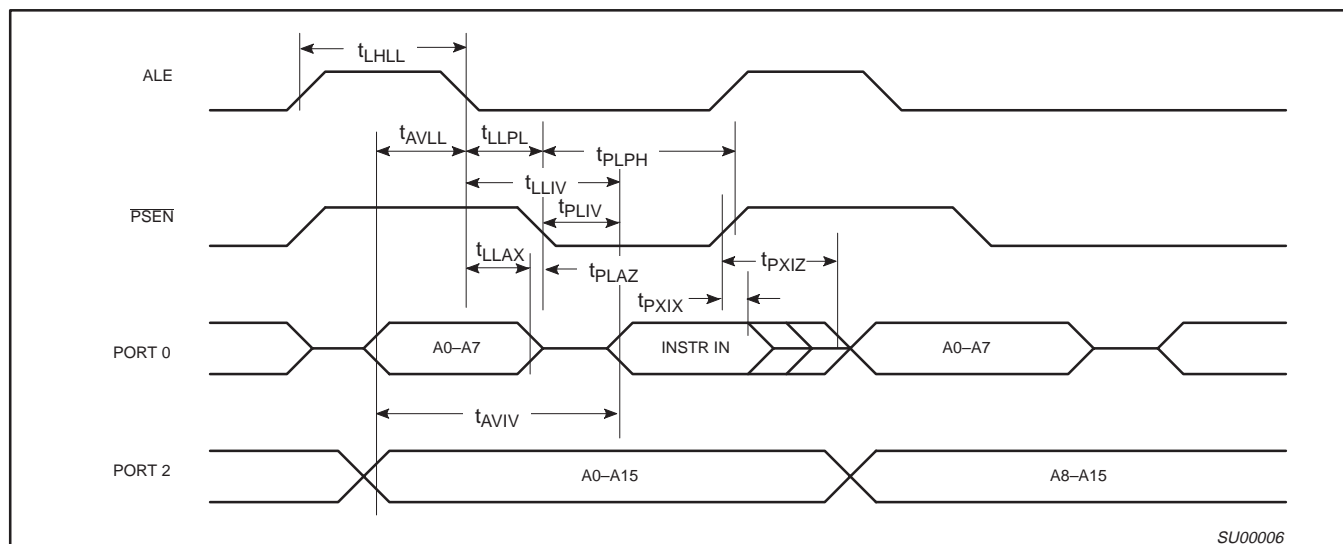 tLHLL
ALE
tAVLL tLLPL tPLPH
tLLIV
PSEN tPLIV
tLLAX tPLAZ tPXIZ
tPXIX
PORT 0 A0–A7 INSTR IN A0–A7
tAVIV
PORT 2 A0–A15 A8–A15
SU00006